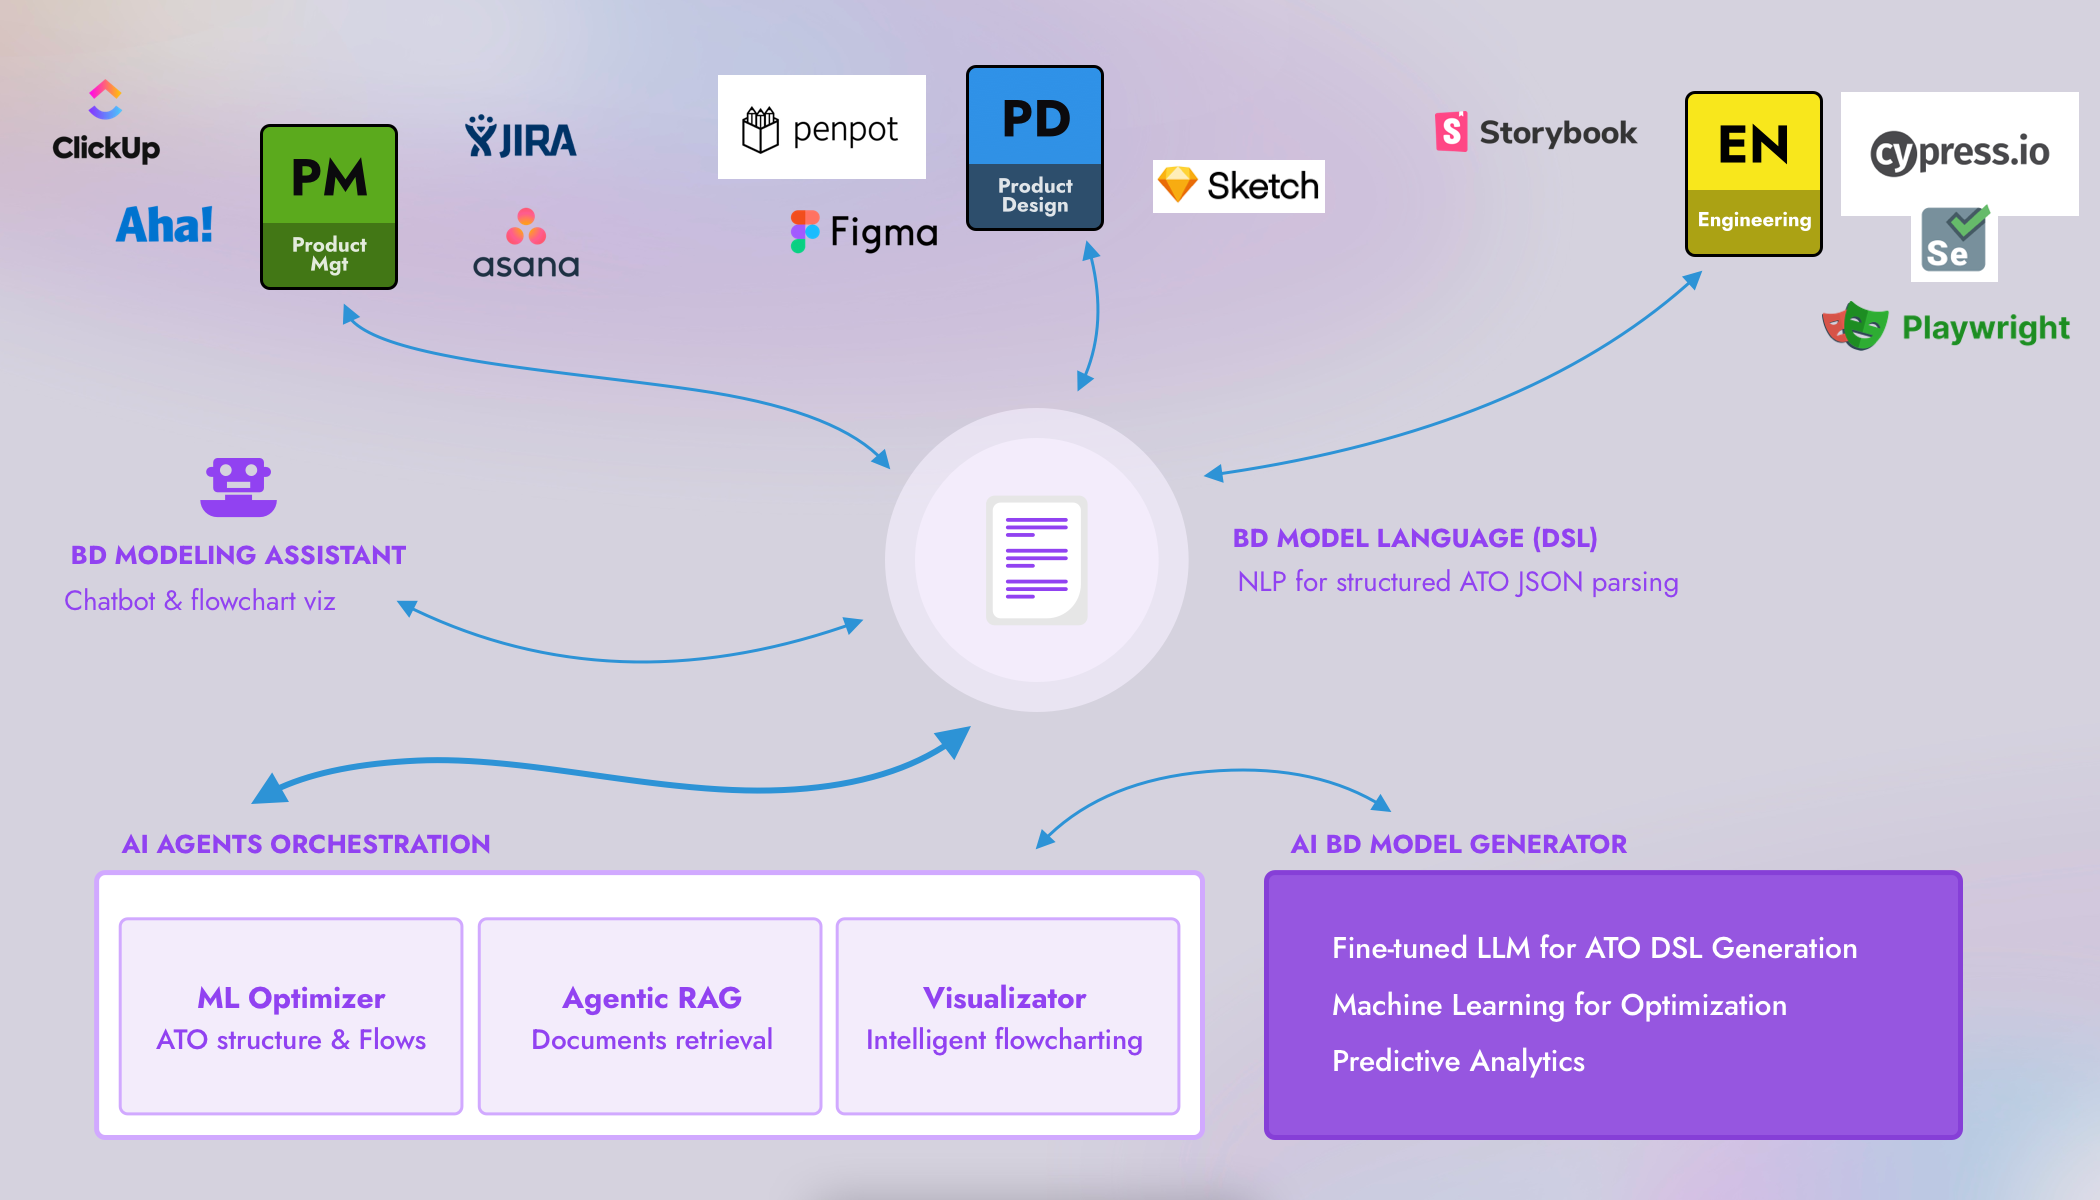 ClickUp
Aha!
PM
Product
Mgt
JIRA
asana
penpot
Figma
PD
Product
Design
Sketch
S
Storybook
EN
Engineering
cypress.io
Se
Playwright
BD MODELING ASSISTANT
Chatbot & flowchart viz
BD MODEL LANGUAGE (DSL)
NLP for structured ATO JSON parsing
AI AGENTS ORCHESTRATION
ML Optimizer
ATO structure & Flows
Agentic RAG
Documents retrieval
Visualizator
Intelligent flowcharting
AI BD MODEL GENERATOR
Fine-tuned LLM for ATO DSL Generation
Machine Learning for Optimization
Predictive Analytics